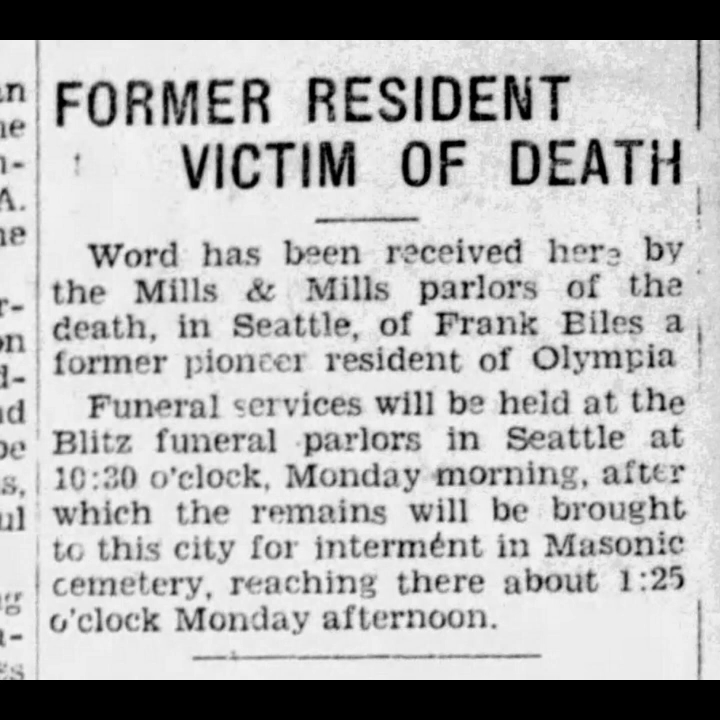 FORMER RESIDENT
VICTIM OF DEATH
Word has been received here by
the Mills & Mills parlors of the
death, in Seattle, of Frank Biles a
former pioneer resident of Olympia
Funeral services will be held at the
Blitz funeral parlors in Seattle at
10:30 o'clock, Monday morning, after
which the remains will be brought
to this city for interment in Masonic
cemetery, reaching there about 1:25
o'clock Monday afternoon.